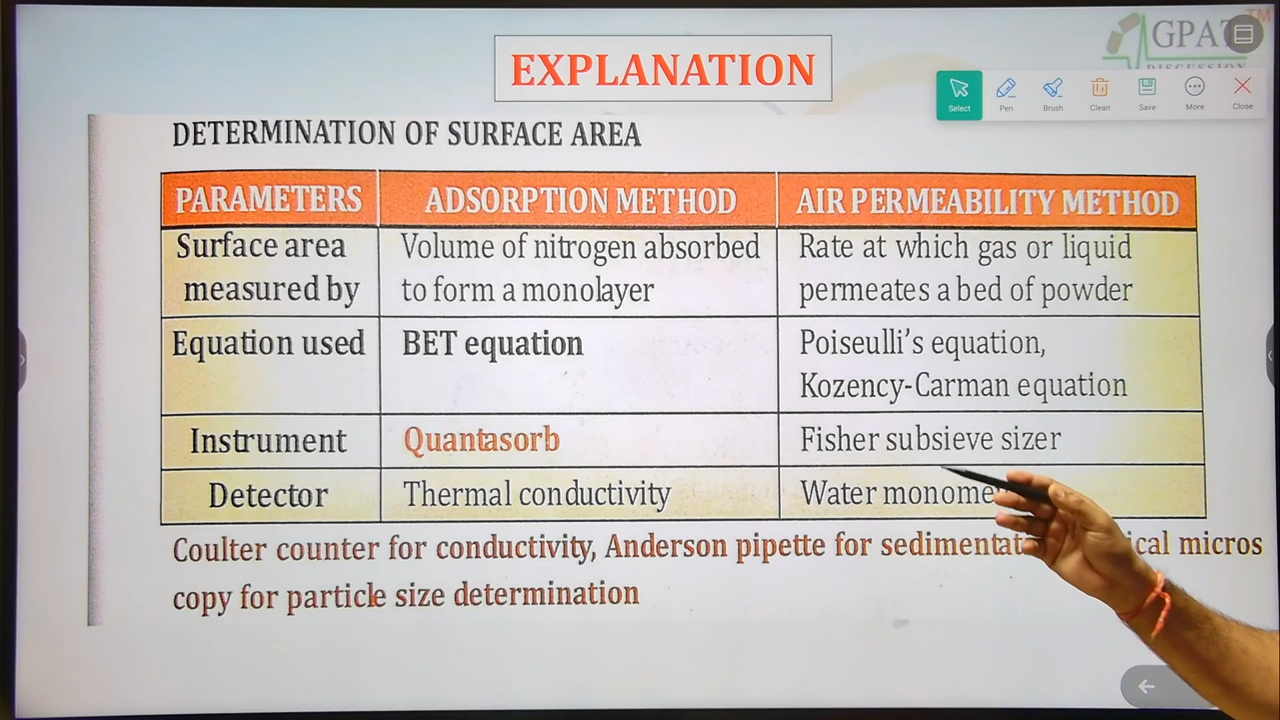 GPAT
TM
DISCUSSION
EXPLANATION
Select Pen Brush Clean Save More Close
DETERMINATION OF SURFACE AREA
PARAMETERS ADSORPTION METHOD AIR PERMEABILITY METHOD
Surface area Volume of nitrogen absorbed Rate at which gas or liquid
measured by to form a monolayer permeates a bed of powder
Equation used BET equation Poiseulli's equation,
Kozency-Carman equation
Instrument Quantasorb Fisher subsieve sizer
Detector Thermal conductivity Water
Coulter counter for conductivity, Anderson pipette for micros
copy for particle size determination